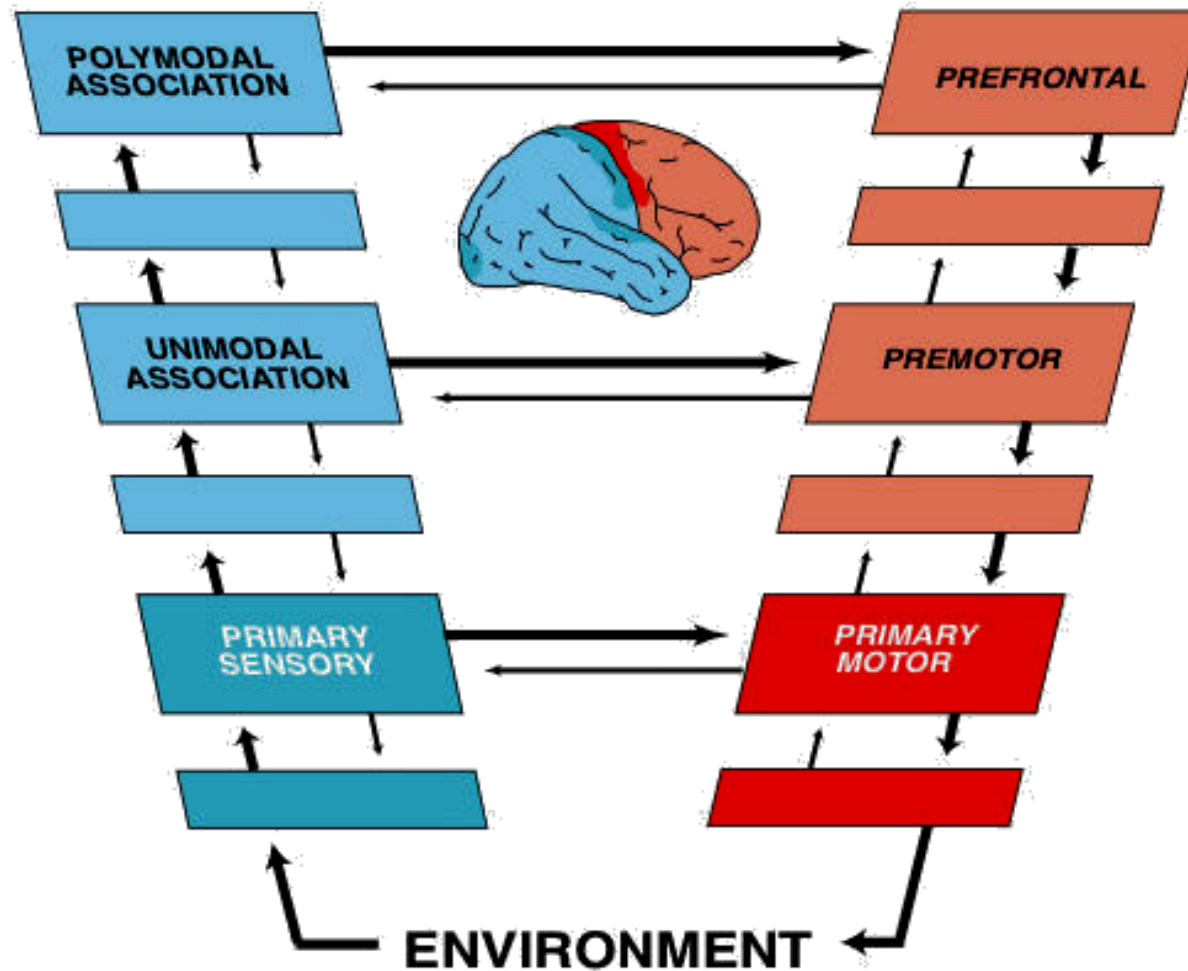 POLYMODAL
ASSOCIATION
PREFRONTAL
UNIMODAL
ASSOCIATION
PREMOTOR
PRIMARY
SENSORY
PRIMARY
MOTOR
ENVIRONMENT